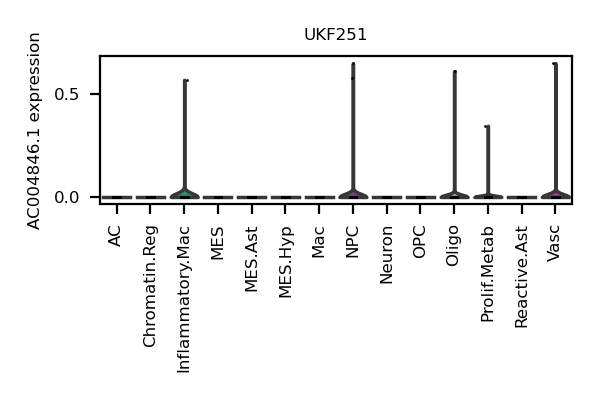 UKF251
AC004846.1 expression
0.5
0.0
AC
Chromatin.Reg
Inflammatory.Mac
MES
MES.Ast
MES.Hyp
Mac
NPC
Neuron
OPC
Oligo
Prolif.Metab
Reactive.Ast
Vasc